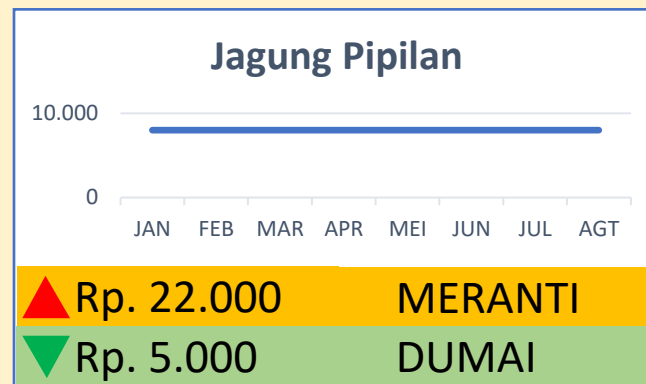 Jagung Pipilan
10.000
0
JAN FEB MAR APR MEI JUN JUL AGT
Rp. 22.000 MERANTI
Rp. 5.000 DUMAI